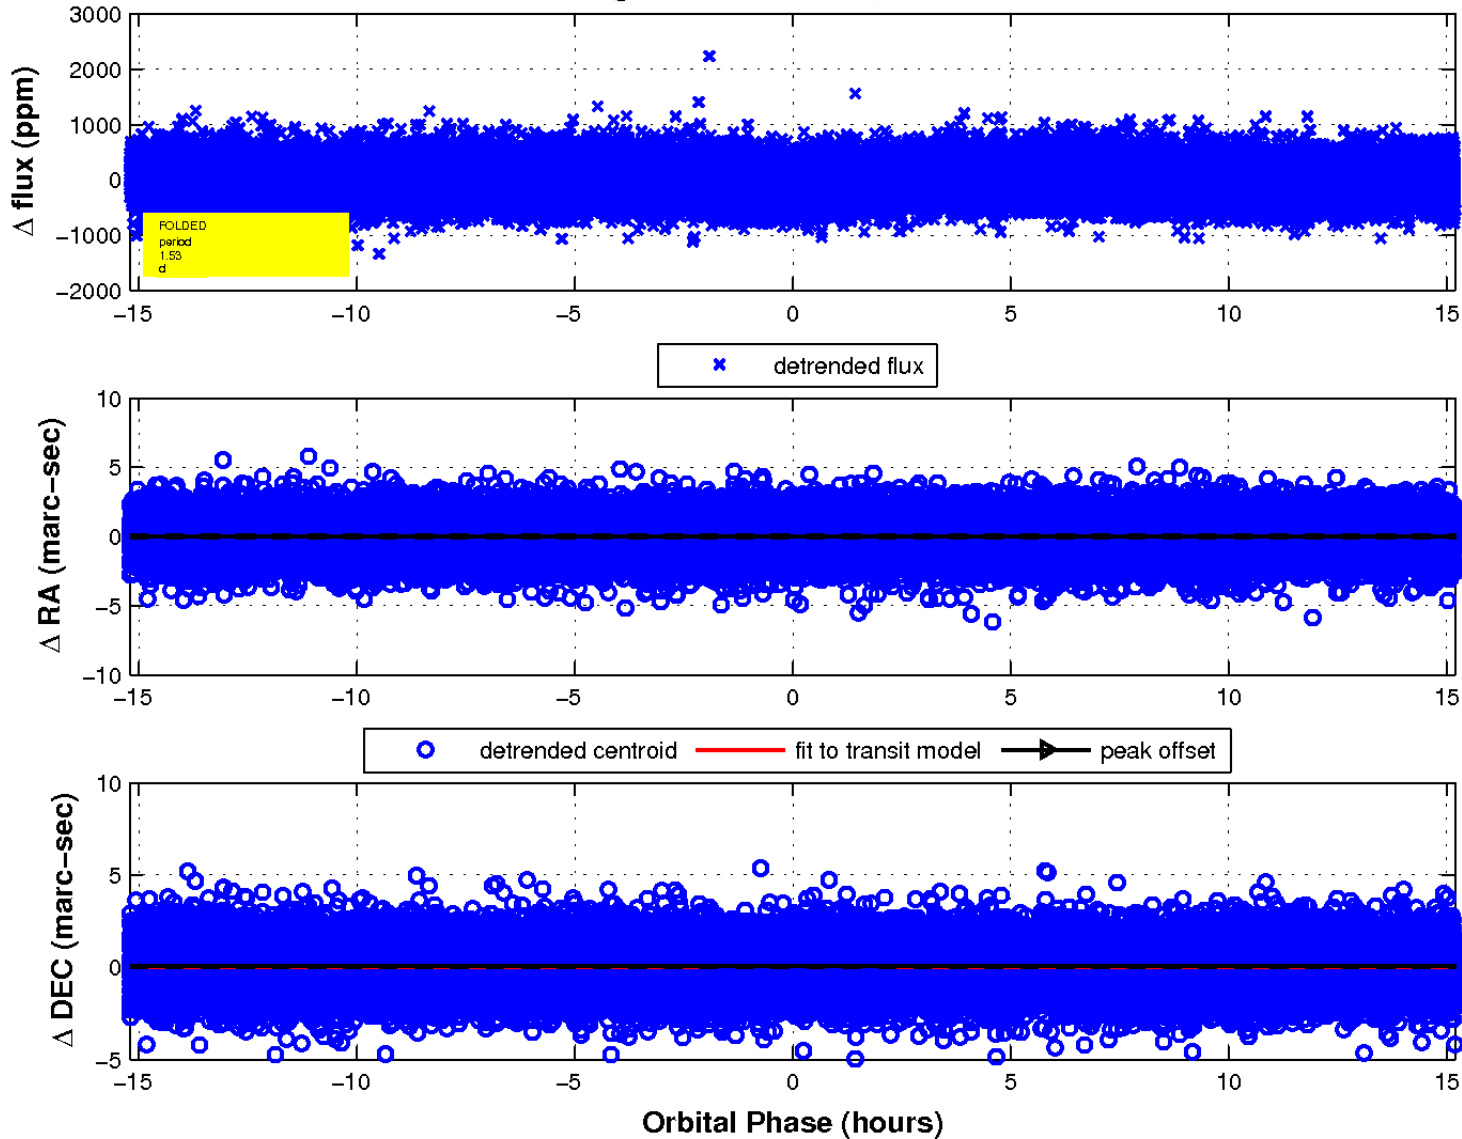 3000
2000
1000
0
−1000
−2000
Δ flux (ppm)
FOLDED
period
1.53
d
−15 −10 −5 0 5 10 15
detrended flux
10
5
0
−5
−10
Δ RA (marc−sec)
−15 −10 −5 0 5 10 15
detrended centroid fit to transit model peak offset
10
5
0
−5
Δ DEC (marc−sec)
−15 −10 −5 0 5 10 15
Orbital Phase (hours)